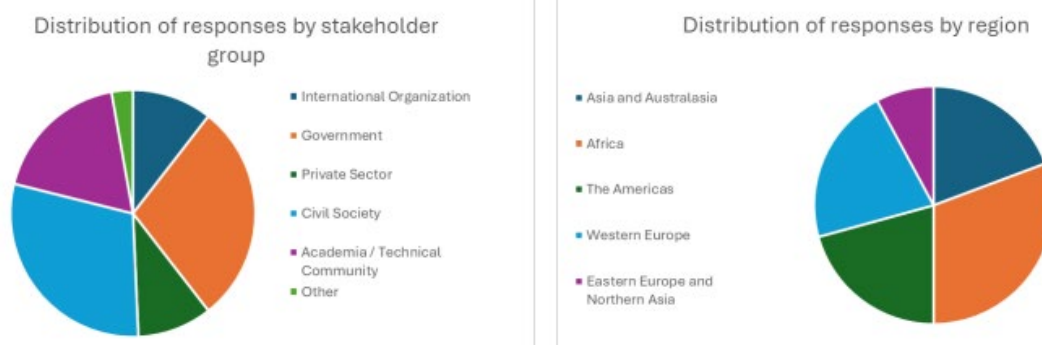 Distribution of responses by stakeholder
group
International Organization
Government
Private Sector
Civil Society
Academia / Technical
Community
Other
Distribution of responses by region
Asia and Australasia
Africa
The Americas
Western Europe
Eastern Europe and
Northern Asia